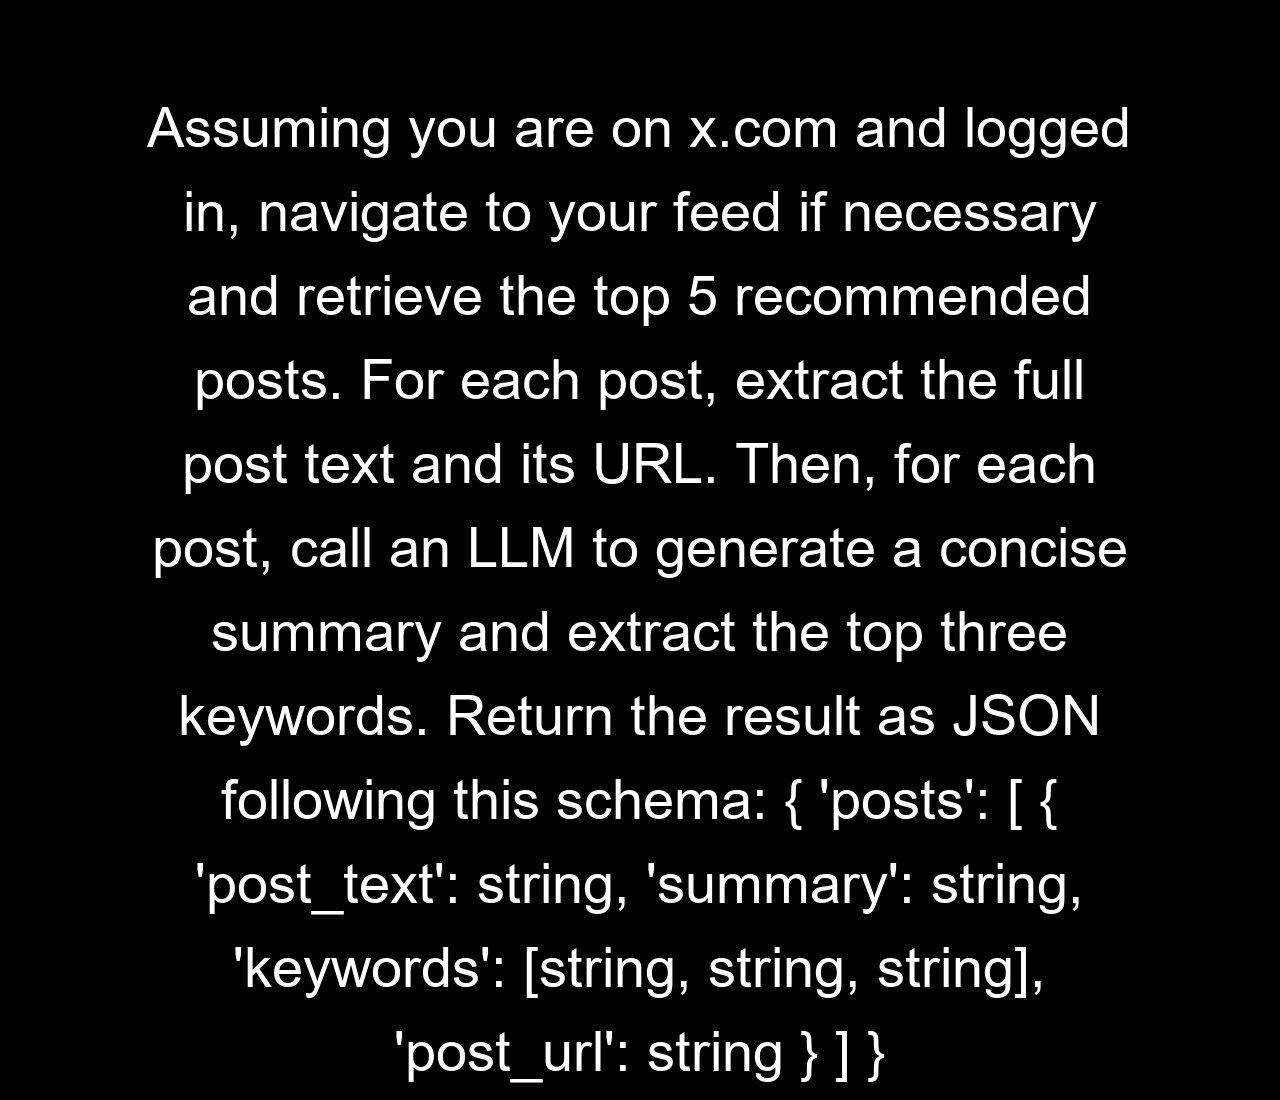 Assuming you are on x.com and logged
in, navigate to your feed if necessary
and retrieve the top 5 recommended
posts. For each post, extract the full
post text and its URL. Then, for each
post, call an LLM to generate a concise
summary and extract the top three
keywords. Return the result as JSON
following this schema: { 'posts': [ {
'post_text': string, 'summary': string,
'keywords': [string, string, string],
'post_url': string } ] }